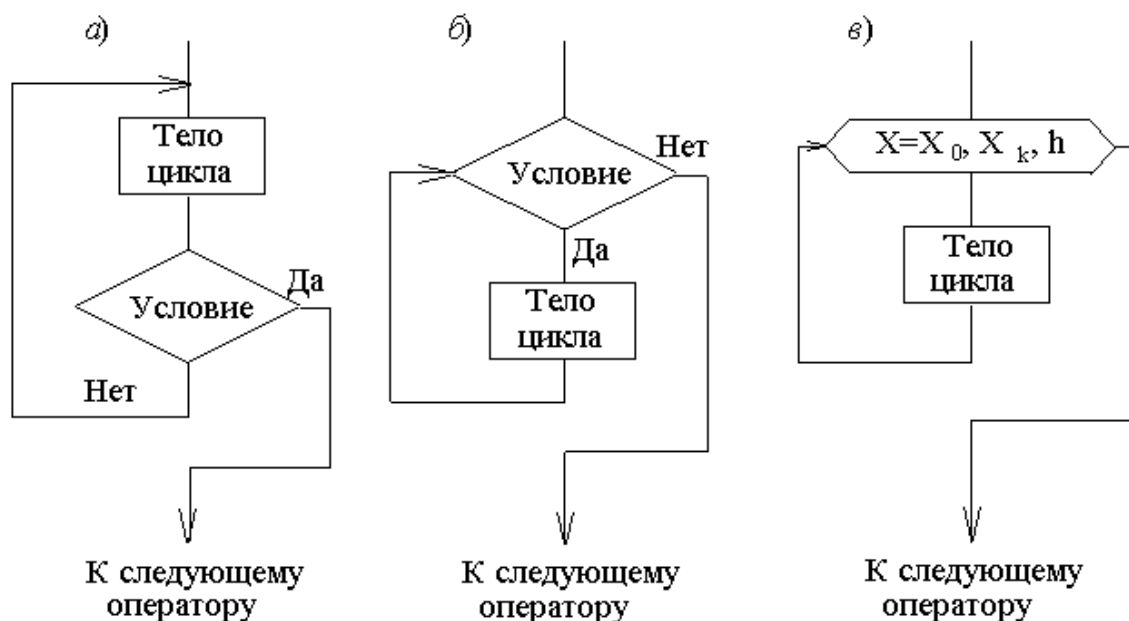 а)
Тело
цикла
Да
Условие
Нет
К следующему
оператору
б)
Нет
Условие
Да
Тело
цикла
К следующему
оператору
в)
X=X 0, X k, h
Тело
цикла
К следующему
оператору